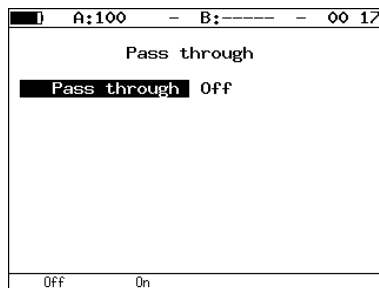 A:100 - B:----- - 00 17
Pass through
Pass through Off
Off On